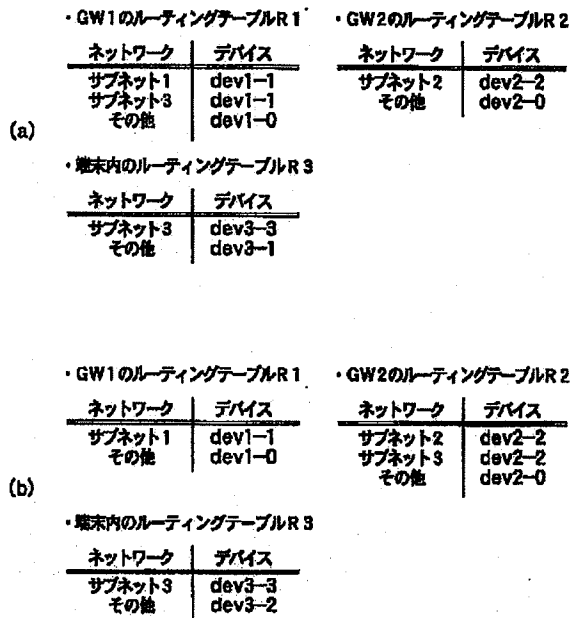 ・GW1のルーティングテーブルR1
ネットワーク デバイス
サブネット1 dev1-1
サブネット3 dev1-1
その他 dev1-0
・GW2のルーティングテーブルR2
ネットワーク デバイス
サブネット2 dev2-2
その他 dev2-0
(a)
・端末内のルーティングテーブルR3
ネットワーク デバイス
サブネット3 dev3-3
その他 dev3-1
・GW1のルーティングテーブルR1
ネットワーク デバイス
サブネット1 dev1-1
その他 dev1-0
・GW2のルーティングテーブルR2
ネットワーク デバイス
サブネット2 dev2-2
サブネット3 dev2-2
その他 dev2-0
(b)
・端末内のルーティングテーブルR3
ネットワーク デバイス
サブネット3 dev3-3
その他 dev3-2